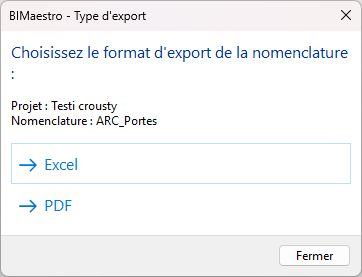 BIMaestro - Type d'export
Choisissez le format d'export de la nomenclature
:
Projet : Testi crousty
Nomenclature : ARC_Portes
Excel
PDF
Fermer